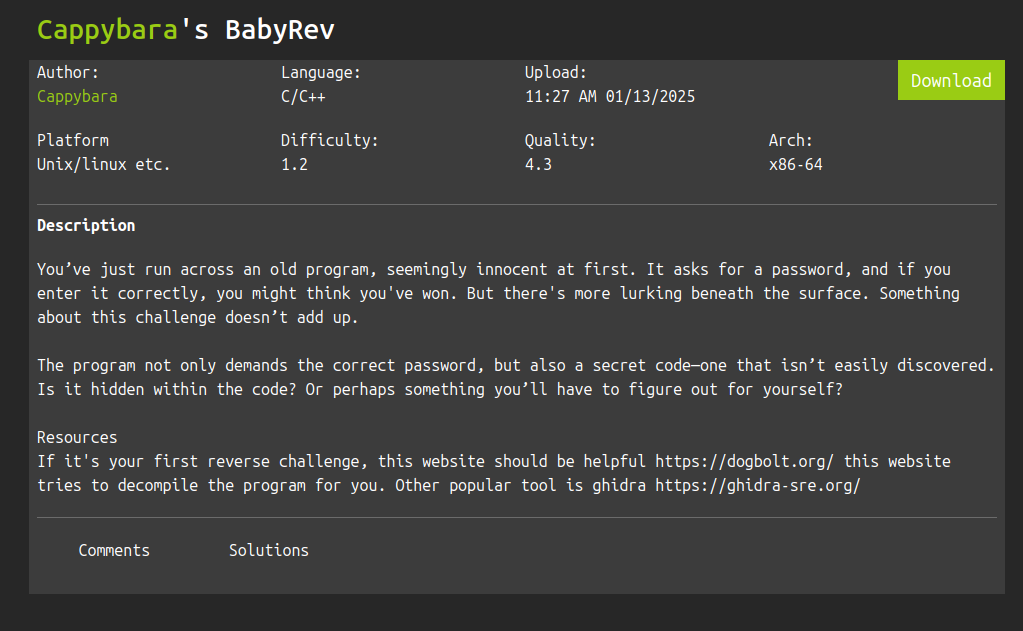 Cappybara's BabyRev
Author: Language: Upload: Download
Cappybara C/C++ 11:27 AM 01/13/2025
Platform Difficulty: Quality: Arch:
Unix/linux etc. 1.2 4.3 x86-64
Description
You’ve just run across an old program, seemingly innocent at first. It asks for a password, and if you
enter it correctly, you might think you've won. But there's more lurking beneath the surface. Something
about this challenge doesn’t add up.
The program not only demands the correct password, but also a secret code—one that isn’t easily discovered.
Is it hidden within the code? Or perhaps something you’ll have to figure out for yourself?
Resources
If it's your first reverse challenge, this website should be helpful https://dogbolt.org/ this website
tries to decompile the program for you. Other popular tool is ghidra https://ghidra-sre.org/
Comments Solutions